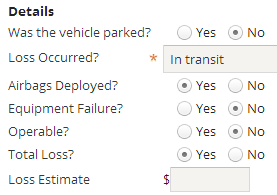 Details
Was the vehicle parked? Yes No
Loss Occurred? * In transit
Airbags Deployed? Yes No
Equipment Failure? Yes No
Operable? Yes No
Total Loss? Yes No
Loss Estimate $